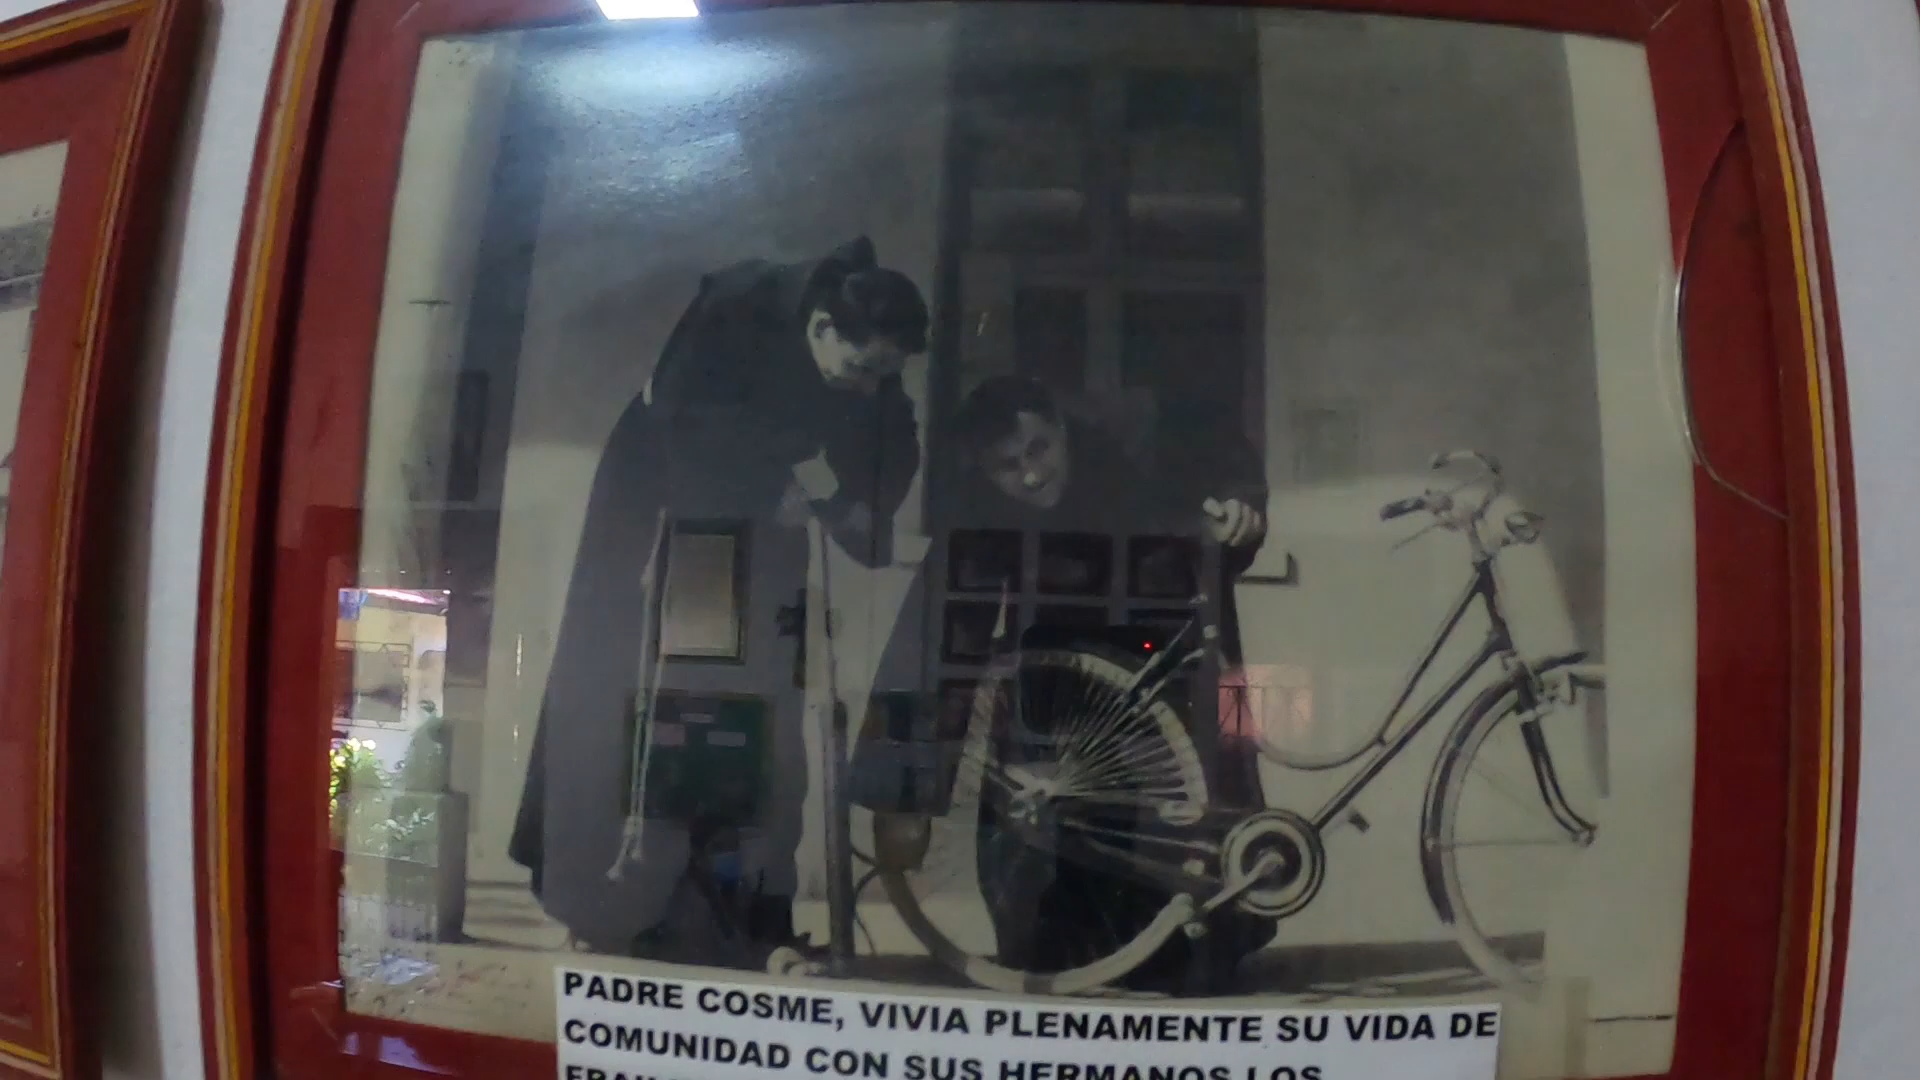 PADRE COSME, VIVIA PLENAMENTE SU VIDA DE
COMUNIDAD CON SUS HERMANOS LOS